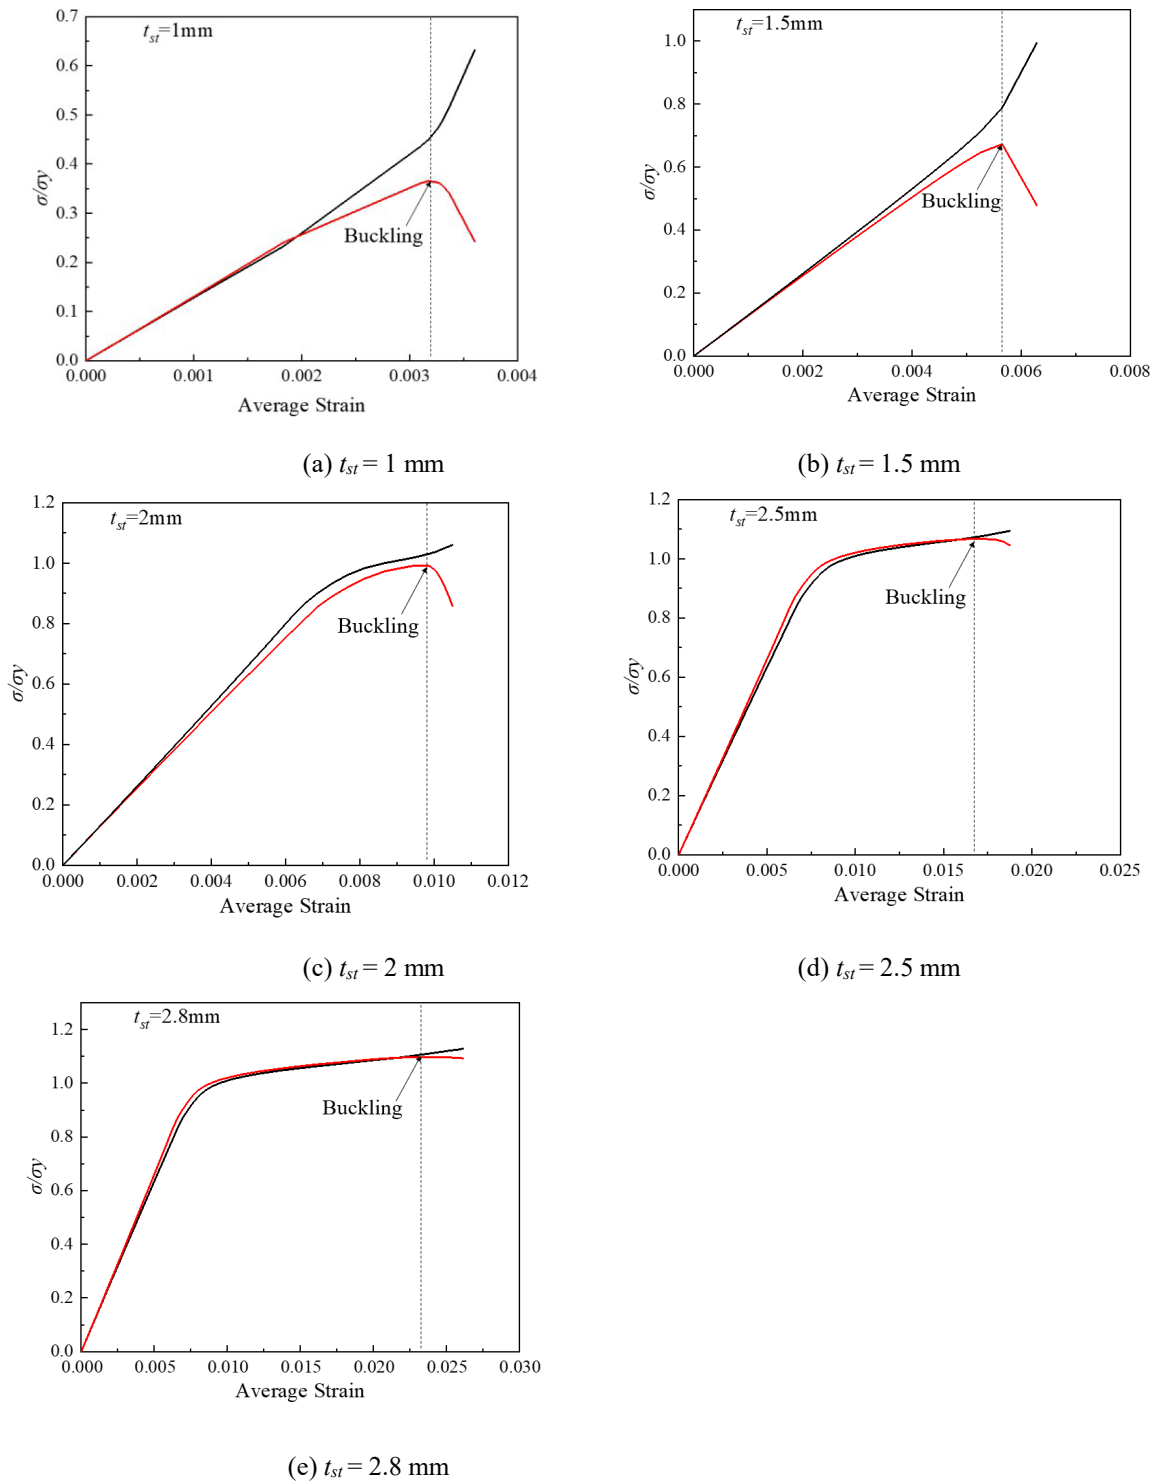 t_st=1mm
0.7
0.6
0.5
0.4
0.3
0.2
0.1
0.0
σ/σy
Buckling
0.000 0.001 0.002 0.003 0.004
Average Strain
(a) t_st = 1 mm
t_st=1.5mm
1.0
0.8
0.6
0.4
0.2
0.0
σ/σy
Buckling
0.000 0.002 0.004 0.006 0.008
Average Strain
(b) t_st = 1.5 mm
t_st=2mm
1.2
1.0
0.8
0.6
0.4
0.2
0.0
σ/σy
Buckling
0.000 0.002 0.004 0.006 0.008 0.010 0.012
Average Strain
(c) t_st = 2 mm
t_st=2.5mm
1.2
1.0
0.8
0.6
0.4
0.2
0.0
σ/σy
Buckling
0.000 0.005 0.010 0.015 0.020 0.025
Average Strain
(d) t_st = 2.5 mm
t_st=2.8mm
1.2
1.0
0.8
0.6
0.4
0.2
0.0
σ/σy
Buckling
0.000 0.005 0.010 0.015 0.020 0.025 0.030
Average Strain
(e) t_st = 2.8 mm